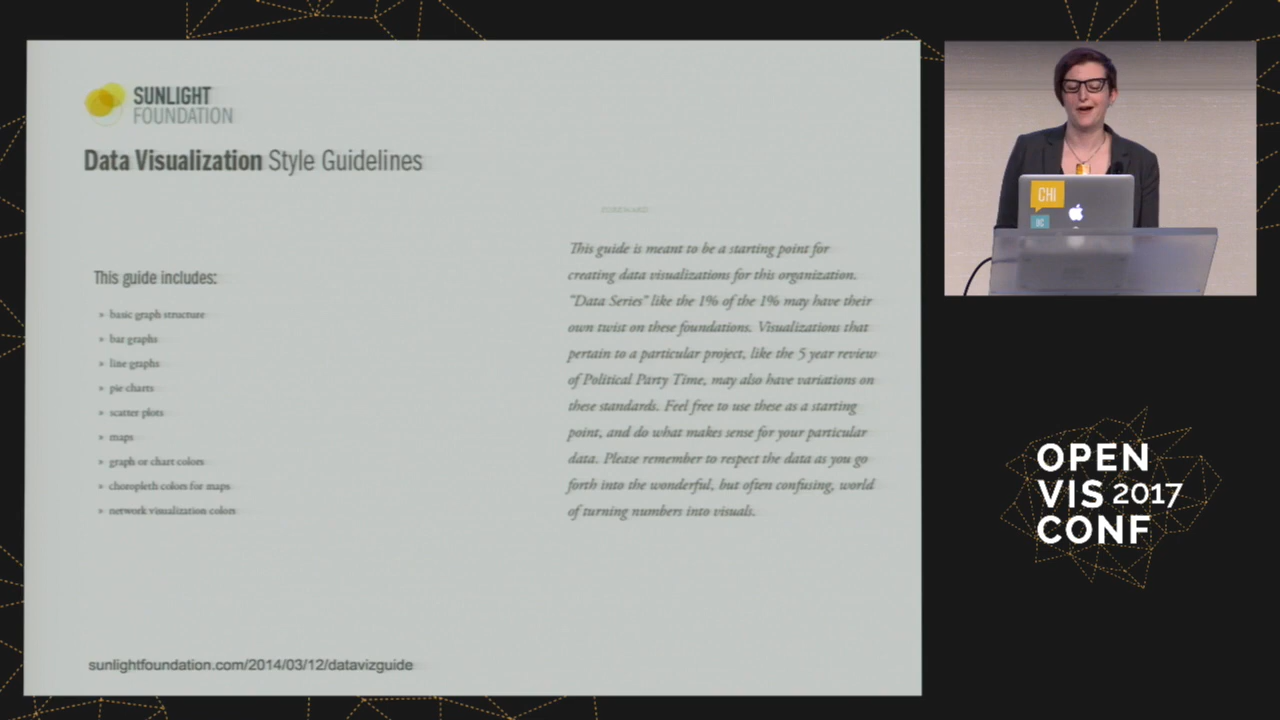 SUNLIGHT
FOUNDATION
Data Visualization Style Guidelines
This guide includes:
» basic graph structure
» bar graphs
» line graphs
» pie charts
» scatter plots
» maps
» graph or chart colors
» choropleth colors for maps
» network visualization colors
FOREWARD
This guide is meant to be a starting point for
creating data visualizations for this organization.
"Data Series" like the 1% of the 1% may have their
own twist on these foundations. Visualizations that
pertain to a particular project, like the 5 year review
of Political Party Time, may also have variations on
these standards. Feel free to use these as a starting
point, and do what makes sense for your particular
data. Please remember to respect the data as you go
forth into the wonderful, but often confusing, world
of turning numbers into visuals.
sunlightfoundation.com/2014/03/12/datavizguide
CHI
OPEN
VIS 2017
CONF